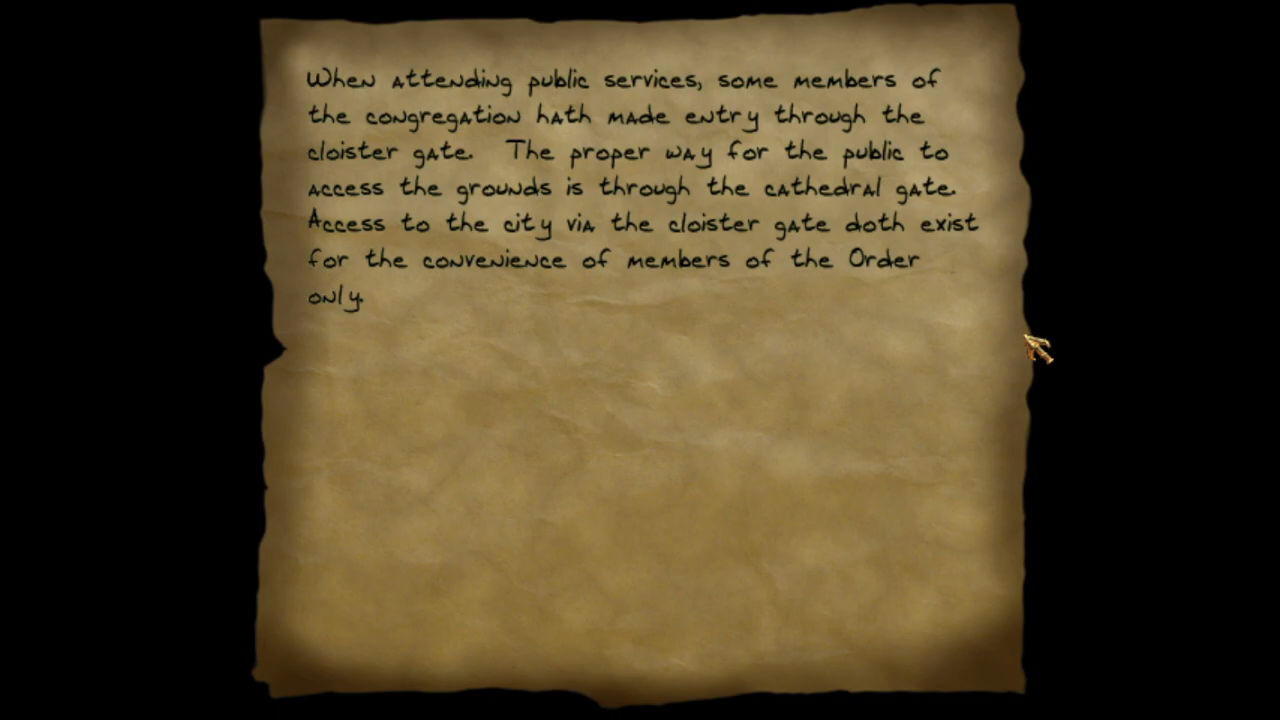 When attending public services, some members of
the congregation hath made entry through the
cloister gate.  The proper way for the public to
access the grounds is through the cathedral gate.
Access to the city via the cloister gate doth exist
for the convenience of members of the Order
only.